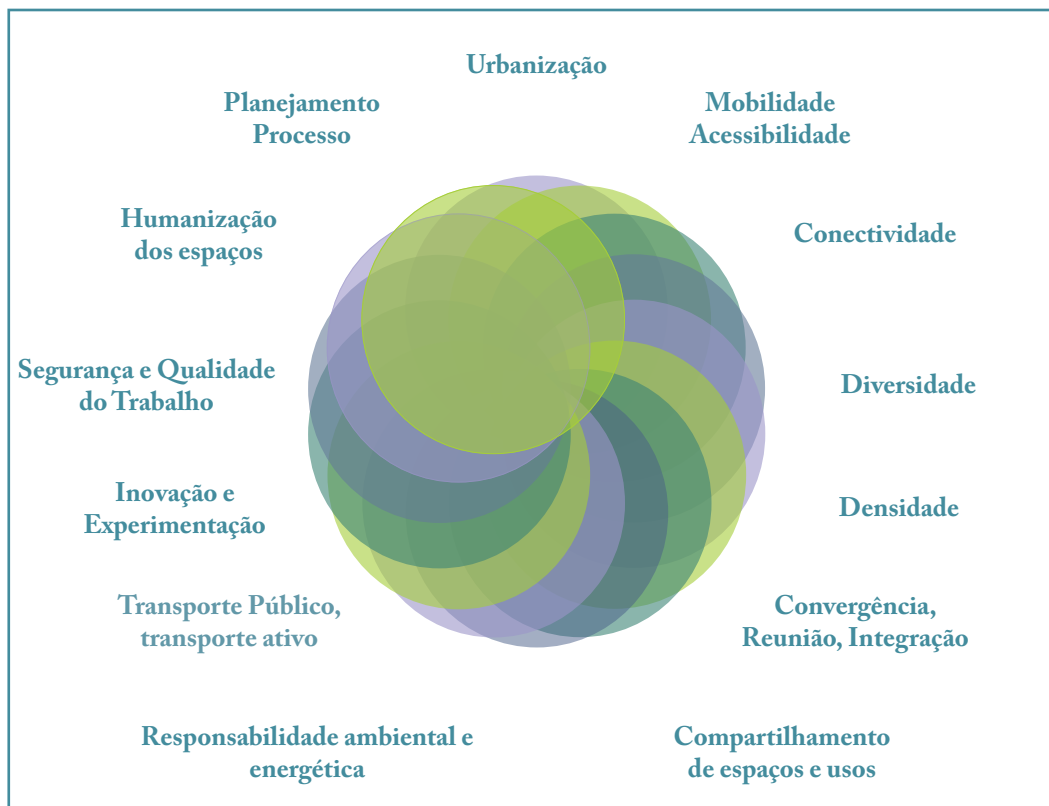 Urbanização
Mobilidade
Acessibilidade
Conectividade
Diversidade
Densidade
Convergência,
Reunião, Integração
Compartilhamento
de espaços e usos
Responsabilidade ambiental e
energética
Transporte Público,
transporte ativo
Inovação e
Experimentação
Segurança e Qualidade
do Trabalho
Humanização
dos espaços
Planejamento
Processo